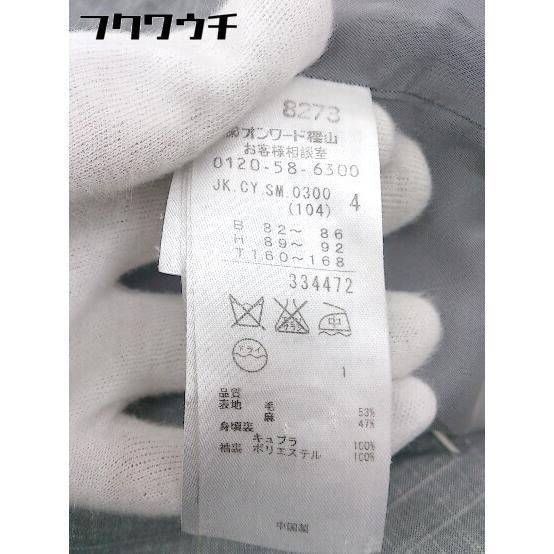 フクワウチ
8273
㈱オンワード樫山
お客様相談室
0120-58-6300
JK.CY.SM.0300 4
(104)
B 82〜 86
H 89〜 92
T160〜168
334472
ドライ
1
品質
表地 毛 53%
麻 47%
身頃裏
キュプラ 100%
袖裏 ポリエステル 100%
中国製